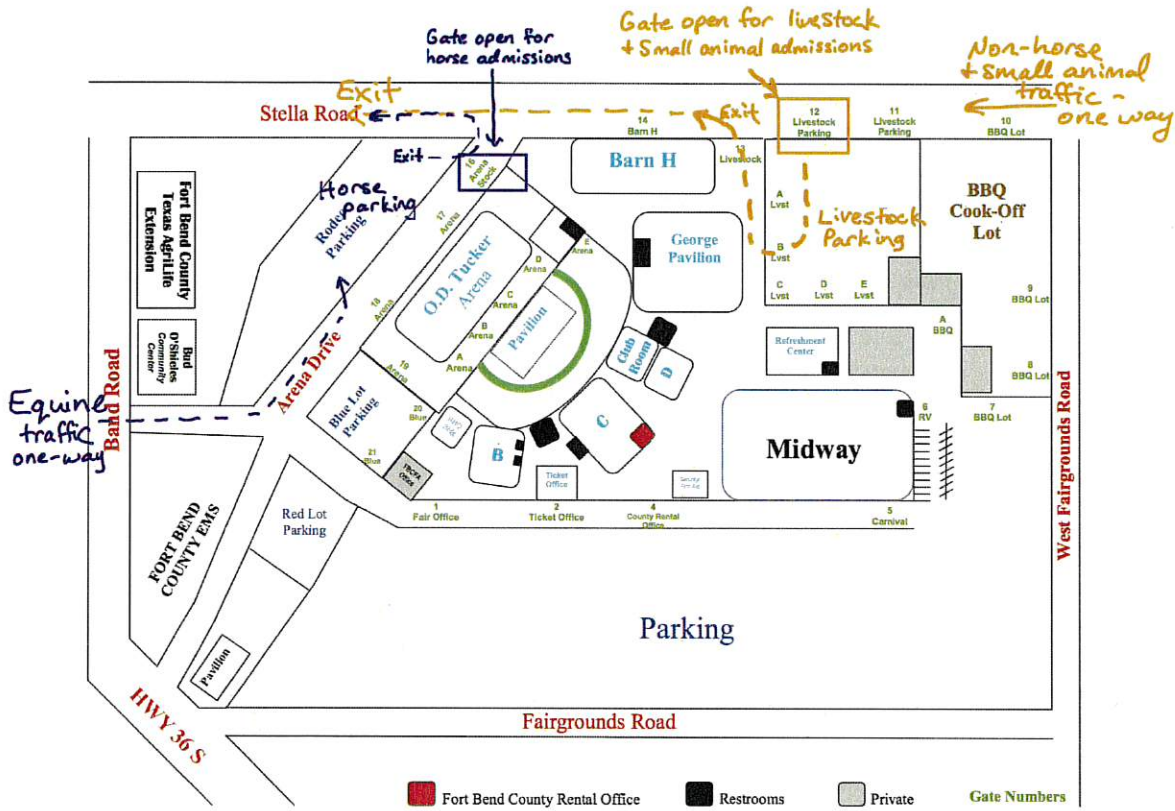 Gate open for livestock
+ Small animal admissions
Gate open for
horse admissions
Non-horse
+ Small animal
traffic -
one way
Exit
Stella Road
Exit
14
Barn H
12
Livestock
Parking
11
Livestock
Parking
10
BBQ Lot
Exit
16
Arena
Stock
Barn H
13
Livestock
Fort Bend County
Texas AgriLife
Extension
Horse
parking
Rodeo
Parking
17
Arena
A
Lvst
BBQ
Cook-Off
Lot
Livestock
Parking
E
Arena
George
Pavilion
B
Lvst
D
Arena
O.D. Tucker
Arena
C
Arena
C
Lvst
D
Lvst
E
Lvst
9
BBQ Lot
18
Arena
B
Arena
Pavilion
A
BBQ
Bud
O'Shieles
Community
Center
Arena Drive
A
Arena
Club
Room
D
Refreshment
Center
8
BBQ Lot
19
Arena
Equine
traffic
one-way
Band Road
Blue Lot
Parking
20
Blue
C
6
RV
7
BBQ Lot
B
Midway
21
Blue
FBCFA
Office
Ticket
Office
West Fairgrounds Road
1
Fair Office
2
Ticket Office
4
County Rental
Office
5
Carnival
Red Lot
Parking
FORT BEND
COUNTY EMS
Parking
Pavilion
HWY 36 S
Fairgrounds Road
Fort Bend County Rental Office
Restrooms
Private
Gate Numbers